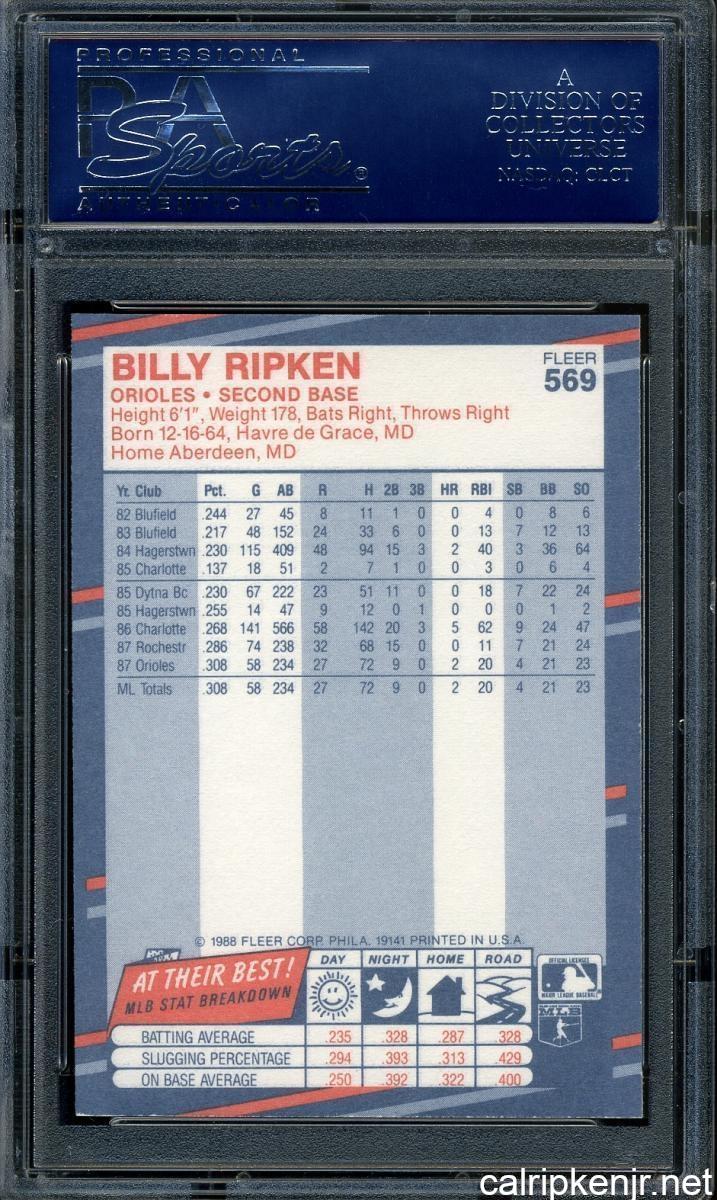 PROFESSIONAL
PSA
Sports®
AUTHENTICATOR
A
DIVISION OF
COLLECTORS
UNIVERSE
NASDAQ: CLCT
BILLY RIPKEN
FLEER
569
ORIOLES • SECOND BASE
Height 6'1", Weight 178, Bats Right, Throws Right
Born 12-16-64, Havre de Grace, MD
Home Aberdeen, MD
Yr. Club Pct. G AB R H 2B 3B HR RBI SB BB SO
82 Blufield .244 27 45 8 11 1 0 0 4 0 8 6
83 Blufield .217 48 152 24 33 6 0 0 13 7 12 13
84 Hagerstwn .230 115 409 48 94 15 3 2 40 3 36 64
85 Charlotte .137 18 51 2 7 1 0 0 3 0 6 4
85 Dytna Bc .230 67 222 23 51 11 0 0 18 7 22 24
85 Hagerstwn .255 14 47 9 12 0 1 0 0 0 1 2
86 Charlotte .268 141 566 58 142 20 3 5 62 9 24 47
87 Rochestr .286 74 238 32 68 15 0 0 11 7 21 24
87 Orioles .308 58 234 27 72 9 0 2 20 4 21 23
ML Totals .308 58 234 27 72 9 0 2 20 4 21 23
© 1988 FLEER CORP. PHILA. 19141 PRINTED IN U.S.A.
AT THEIR BEST!
MLB STAT BREAKDOWN
DAY NIGHT HOME ROAD
OFFICIAL LICENSEE
MAJOR LEAGUE BASEBALL
MLB
BATTING AVERAGE .235 .328 .287 .328
SLUGGING PERCENTAGE .294 .393 .313 .429
ON BASE AVERAGE .250 .392 .322 .400
calripkenjr.net